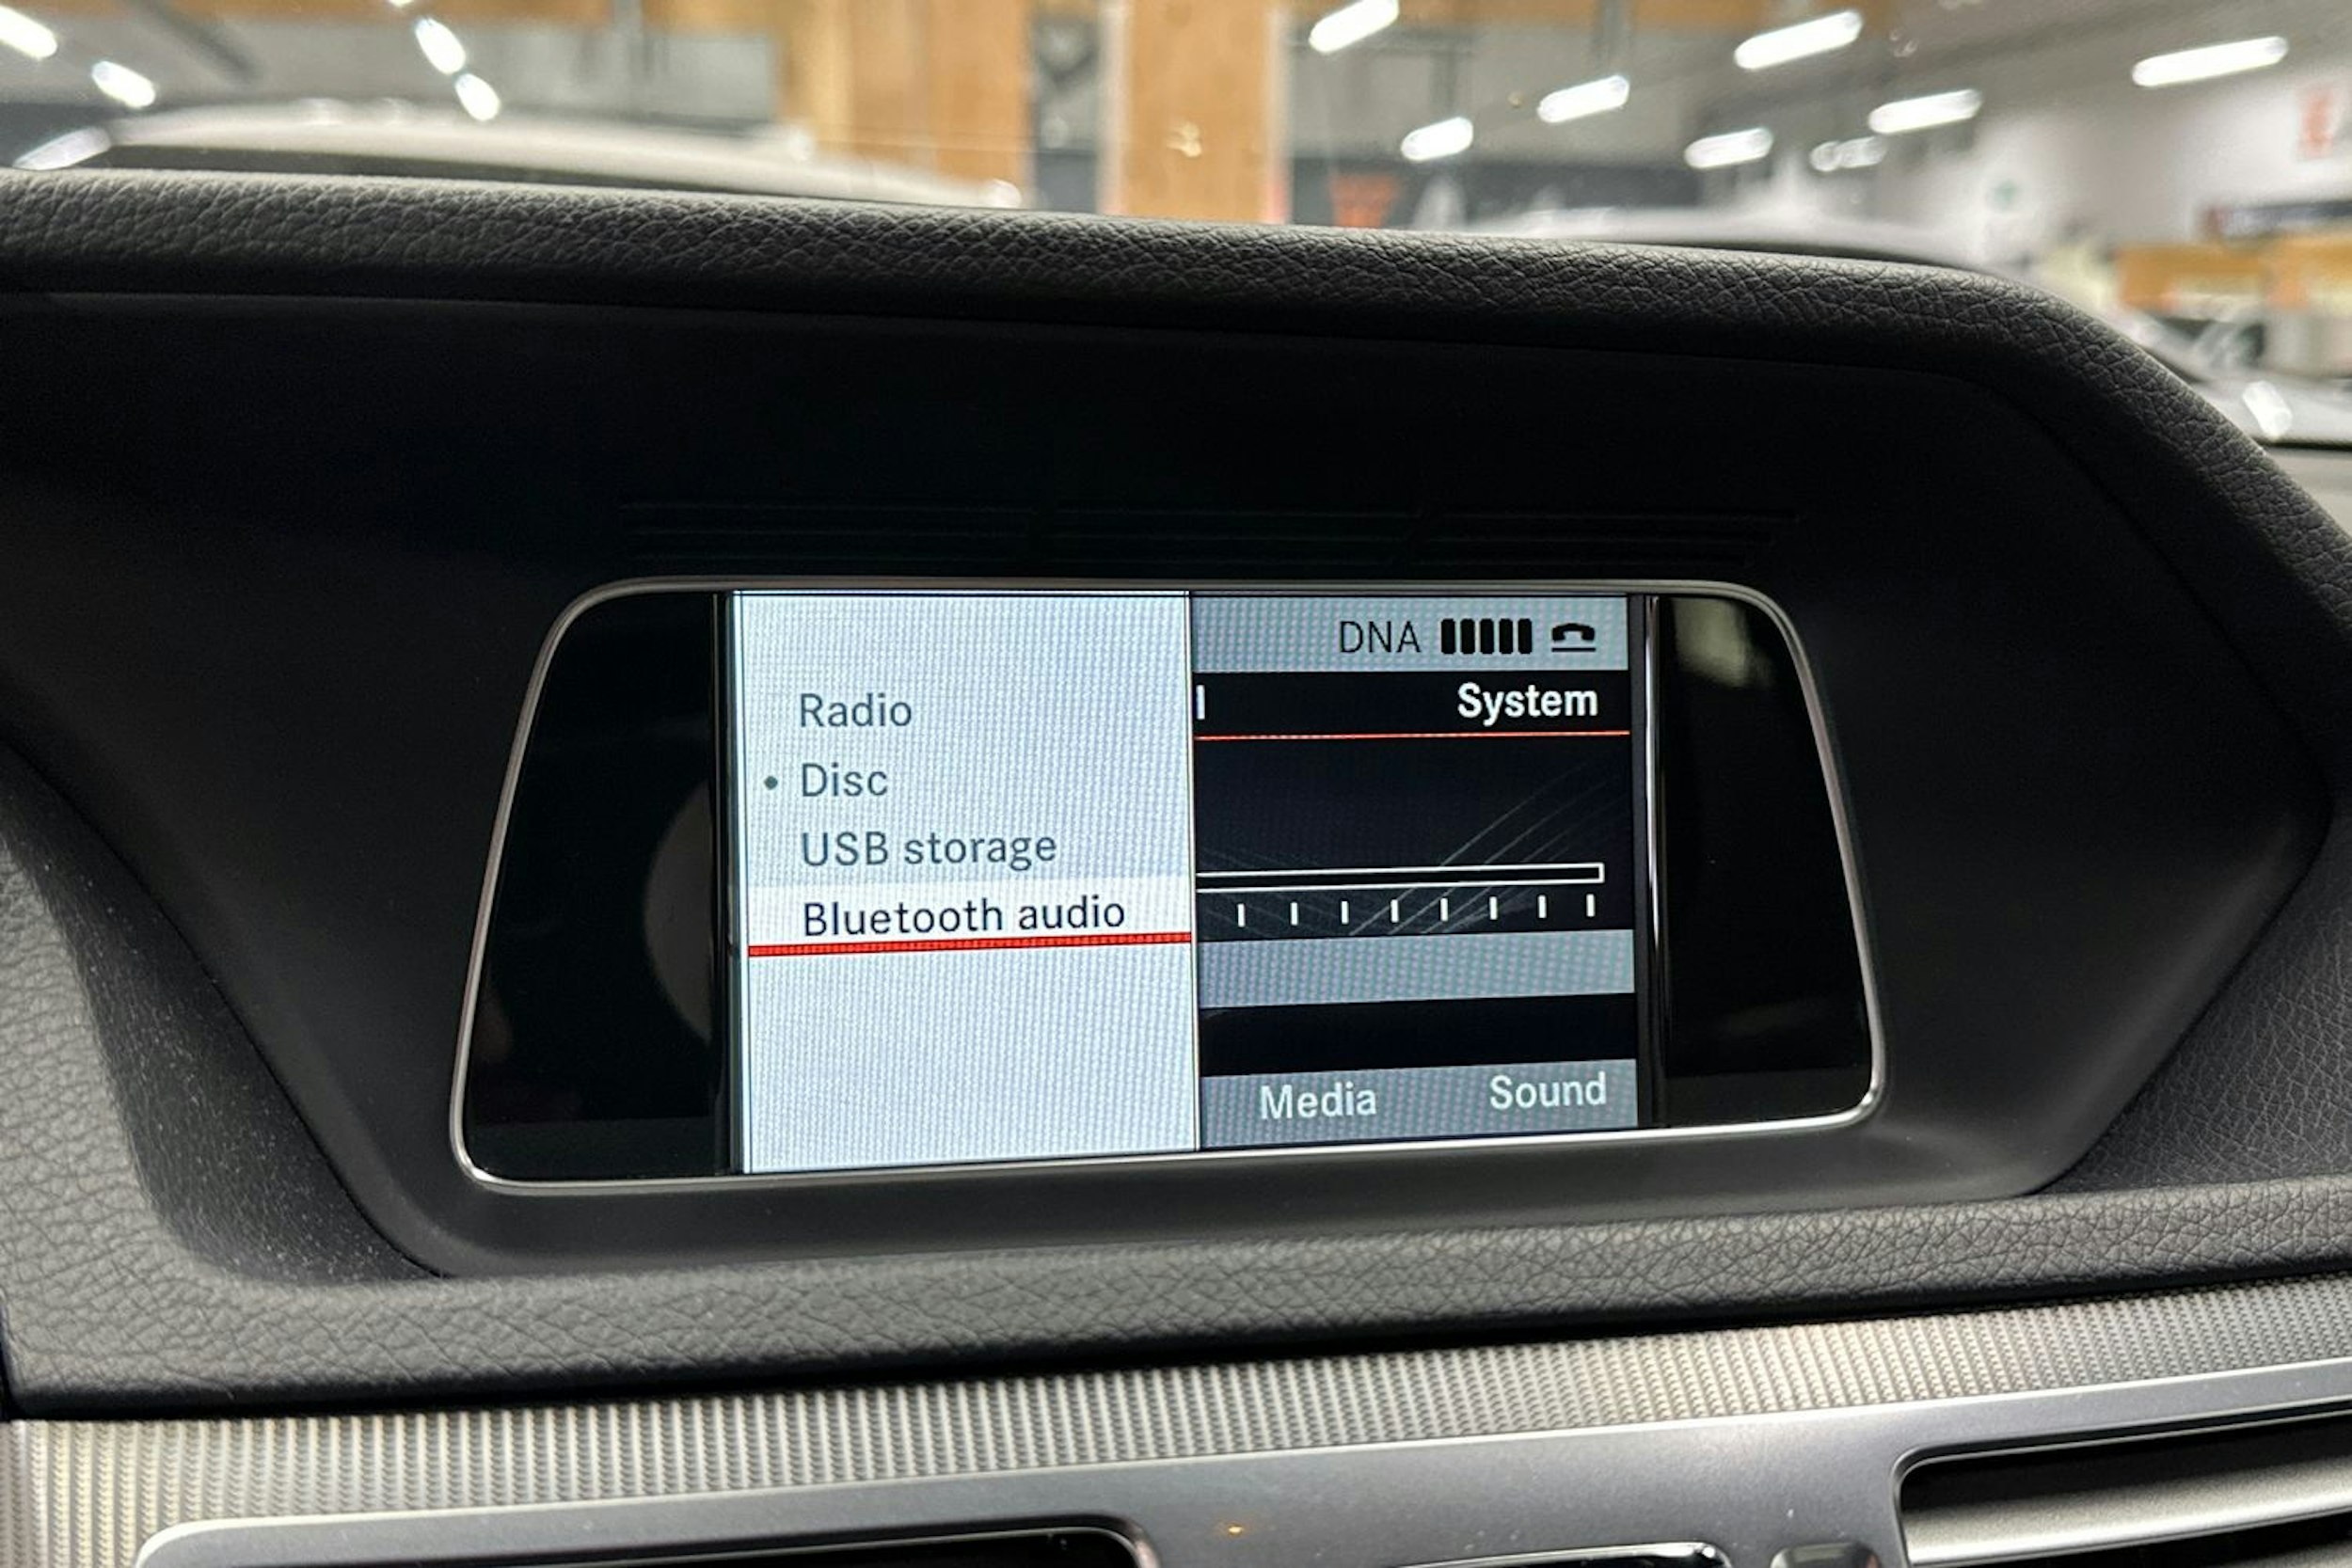 DNA
System
Radio
• Disc
USB storage
Bluetooth audio
Media
Sound